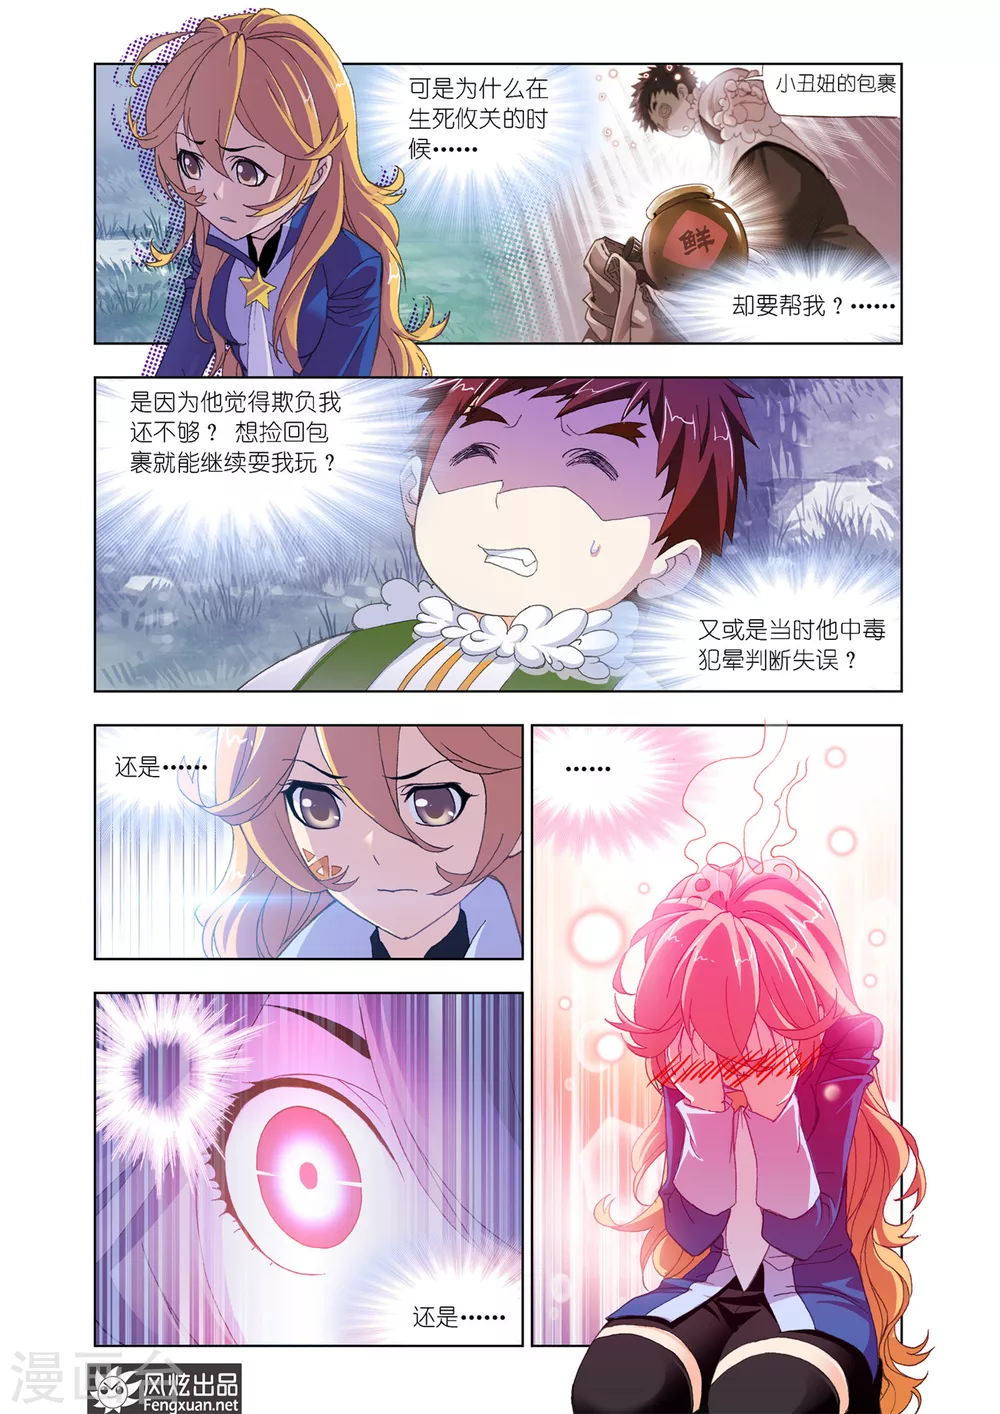 可是为什么在
生死攸关的时
候……
小丑妞的包裹
鲜
却要帮我？……
是因为他觉得欺负我
还不够？ 想捡回包
裹就能继续耍我玩？
又或是当时他中毒
犯晕判断失误？
还是……
……
还是……
漫画台
风炫出品
Fengxuan.net